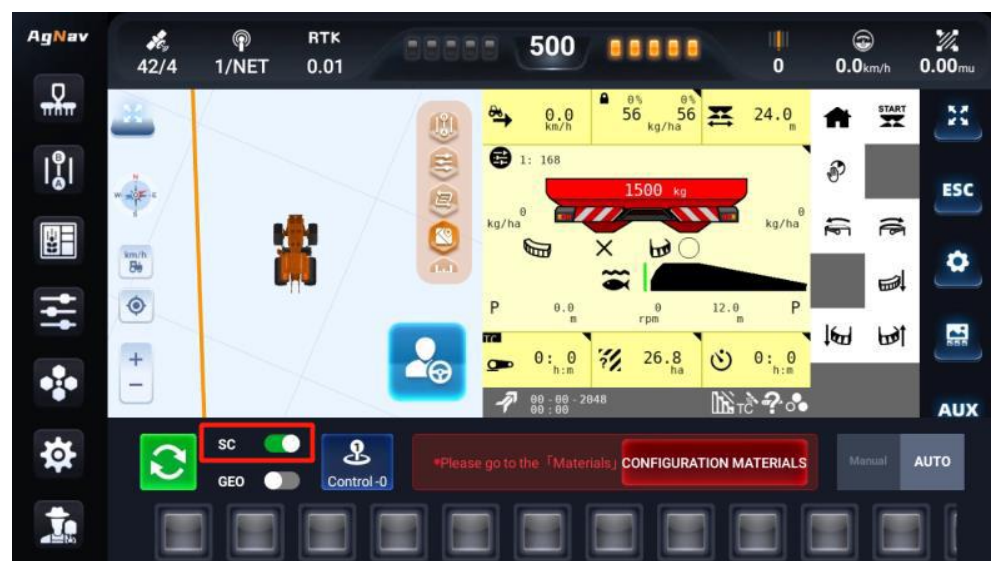 AgNav
42/4
1/NET
RTK
0.01
500
0
0.0km/h
0.00mu
km/h
+
−
N
W
E
S
0.0
km/h
0% 0%
56 56
kg/ha
24.0
m
START
1: 168
1500 kg
0
kg/ha
0
kg/ha
P
0.0
m
0
rpm
12.0
m
P
TC
0: 0
h:m
26.8
ha
0: 0
h:m
00-00-2048
00:00
TC
?
ESC
AUX
B
A
SC
GEO
1
Control -0
*Please go to the「Materials」
CONFIGURATION MATERIALS
Manual
AUTO